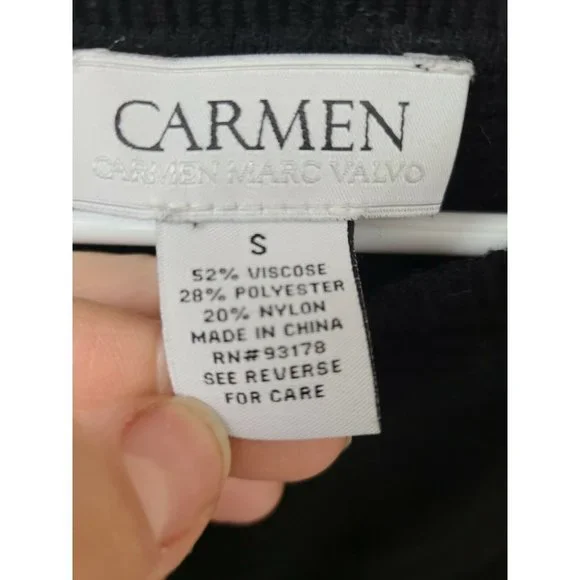 CARMEN
CARMEN MARC VALVO
S
52% VISCOSE
28% POLYESTER
20% NYLON
MADE IN CHINA
RN#93178
SEE REVERSE
FOR CARE